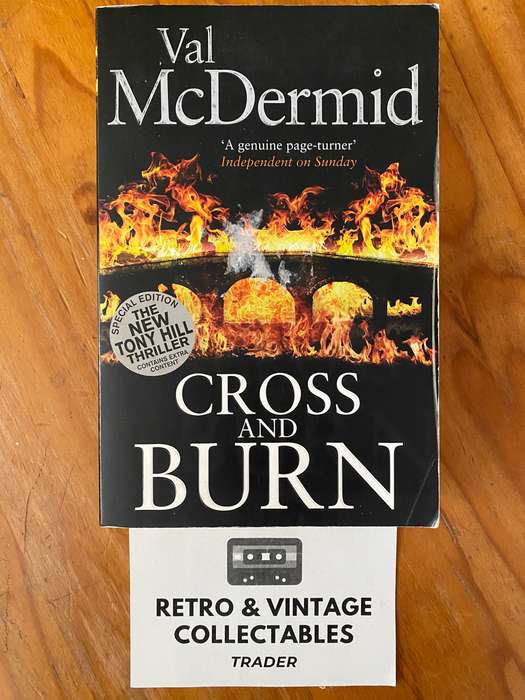 Val
McDermid
‘A genuine page-turner’
Independent on Sunday
SPECIAL EDITION
THE
NEW
TONY HILL
THRILLER
CONTAINS EXTRA
CONTENT
CROSS
AND
BURN
RETRO & VINTAGE
COLLECTABLES
TRADER